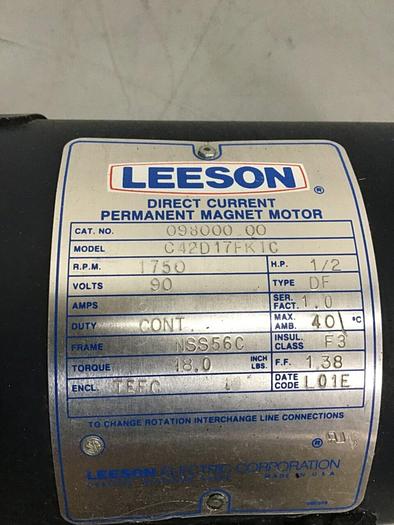 LEESON ®
DIRECT CURRENT
PERMANENT MAGNET MOTOR
CAT. NO. 098000.00
MODEL C42D17FK1C
R.P.M. 1750 H.P. 1/2
VOLTS 90 TYPE DF
AMPS SER. FACT. 1.0
DUTY CONT. MAX. AMB. 40 °C
FRAME NSS56C INSUL. CLASS F3
TORQUE 18.0 INCH LBS. F.F. 1.38
ENCL. TEFC DATE CODE L01E
TO CHANGE ROTATION INTERCHANGE LINE CONNECTIONS
®
LEESON ELECTRIC CORPORATION
MADE IN U.S.A.